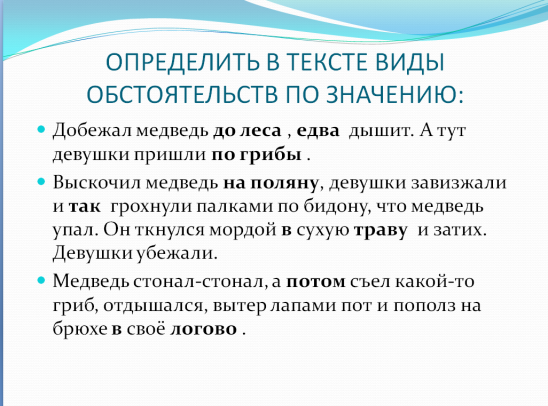 ОПРЕДЕЛИТЬ В ТЕКСТЕ ВИДЫ
ОБСТОЯТЕЛЬСТВ ПО ЗНАЧЕНИЮ:
• Добежал медведь до леса , едва дышит. А тут
девушки пришли по грибы .
• Выскочил медведь на поляну, девушки завизжали
и так грохнули палками по бидону, что медведь
упал. Он ткнулся мордой в сухую траву и затих.
Девушки убежали.
• Медведь стонал-стонал, а потом съел какой-то
гриб, отдышался, вытер лапами пот и пополз на
брюхе в своё логово .